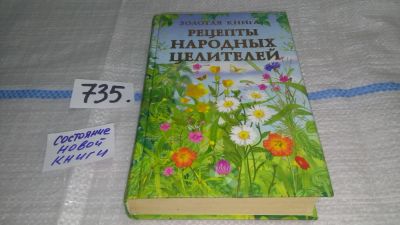 ЗОЛОТАЯ КНИГА
РЕЦЕПТЫ
НАРОДНЫХ
ЦЕЛИТЕЛЕЙ
735.
СОСТОЯНИЕ
НОВОЙ
КНИГИ